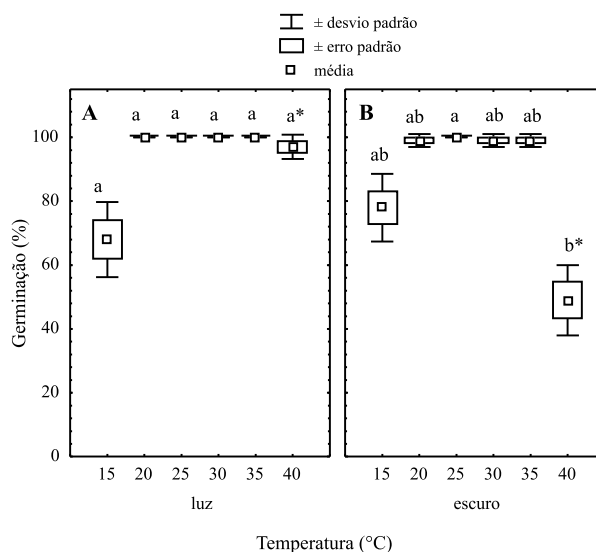 ± desvio padrão
± erro padrão
média
A a a a a a* B ab a ab ab
100
a ab
80
b*
60
40
20
0
15 20 25 30 35 40 15 20 25 30 35 40
luz escuro
Germinação (%)
Temperatura (°C)